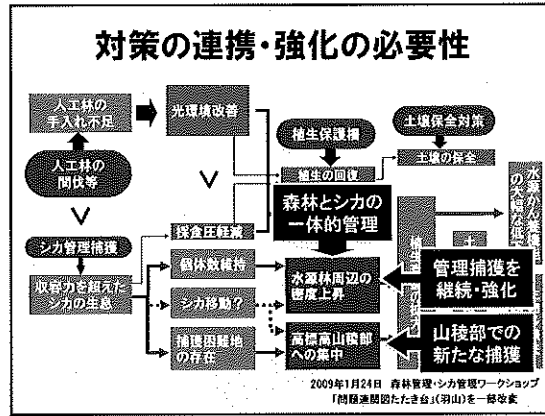 対策の連携・強化の必要性
人工林の
手入れ不足
光環境改善
植生保護柵
土壌保全対策
人工林の
間伐等
植生の回復
土壌の保全
森林とシカの
一体的管理
シカ管理捕獲
採食圧軽減
収容力を超えた
シカの生息
個体数維持
水源林周辺の
密度上昇
管理捕獲を
継続・強化
シカ移動?
捕獲困難地
の存在
高標高山稜部
への集中
山稜部での
新たな捕獲
2009年1月24日 森林管理・シカ管理ワークショップ
「問題連関図たたき台」(羽山)を一部改変